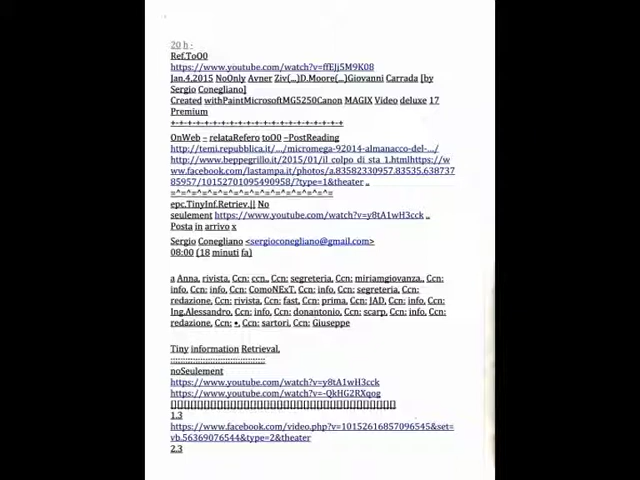 20 h ·
Ref.ToO0
https://www.youtube.com/watch?v=ffEJj5M9K08
Jan.4,2015 NoOnly Avner Ziv(...)D.Moore(...)Giovanni Carrada [by
Sergio Conegliano]
Created withPaintMicrosoftMG5250Canon MAGIX Video deluxe 17
Premium
+-+-+-+-+-+-+-+-+-+-+-+-+-+-+-+-+-+-+-+-+
OnWeb – relataRefero toO0 –PostReading
http://temi.repubblica.it/.../micromega-92014-almanacco-del-.../
http://www.beppegrillo.it/2015/01/il_colpo_di_sta_1.htmlhttps://w
ww.facebook.com/lastampa.it/photos/a.83582330957.83535.638737
85957/10152701095490958/?type=1&theater ..
=^=^=^=^=^=^=^=^=^=^=^=^=^=^=^=
epc.TinyInf.Retriev.|| No
seulement https://www.youtube.com/watch?v=y8tA1wH3cck ..
Posta in arrivo x
Sergio Conegliano <sergioconegliano@gmail.com>
08:00 (18 minuti fa)
a Anna, rivista, Ccn: ccn., Ccn: segreteria, Ccn: miriamgiovanza., Ccn:
info, Ccn: info, Ccn: ComoNExT, Ccn: info, Ccn: segreteria, Ccn:
redazione, Ccn: rivista, Ccn: fast, Ccn: prima, Ccn: JAD, Ccn: info, Ccn:
Ing.Alessandro, Ccn: info, Ccn: donantonio, Ccn: scarp, Ccn: info, Ccn:
redazione, Ccn: •, Ccn: sartori, Ccn: Giuseppe
Tiny information Retrieval.
::::::::::::::::::::::::::::::::::::
noSeulement
https://www.youtube.com/watch?v=y8tA1wH3cck
https://www.youtube.com/watch?v=-QkHG2RXqog
[][][][][][][][][][][][][][][][][][][][][][][][][][][][][][][][][][][][][][]
1.3
https://www.facebook.com/video.php?v=10152616857096545&set=
vb.56369076544&type=2&theater
2.3